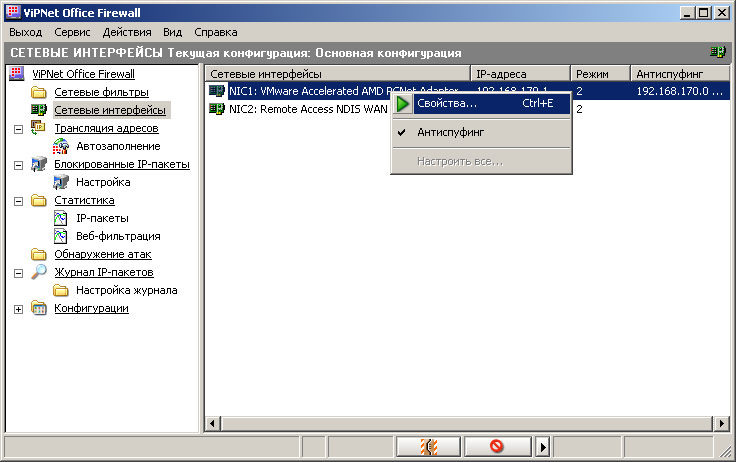 ViPNet Office Firewall
Выход Сервис Действия Вид Справка
СЕТЕВЫЕ ИНТЕРФЕЙСЫ Текущая конфигурация: Основная конфигурация
ViPNet Office Firewall
Сетевые фильтры
Сетевые интерфейсы
Трансляция адресов
Автозаполнение
Блокированные IP-пакеты
Настройка
Статистика
IP-пакеты
Веб-фильтрация
Обнаружение атак
Журнал IP-пакетов
Настройка журнала
Конфигурации
Сетевые интерфейсы IP-адреса Режим Антиспуфинг
NIC1: VMware Accelerated AMD PCNet Adapter 192.168.170.1 2 192.168.170.0 ...
NIC2: Remote Access NDIS WAN 2
Свойства... Ctrl+E
Антиспуфинг
Настроить все...